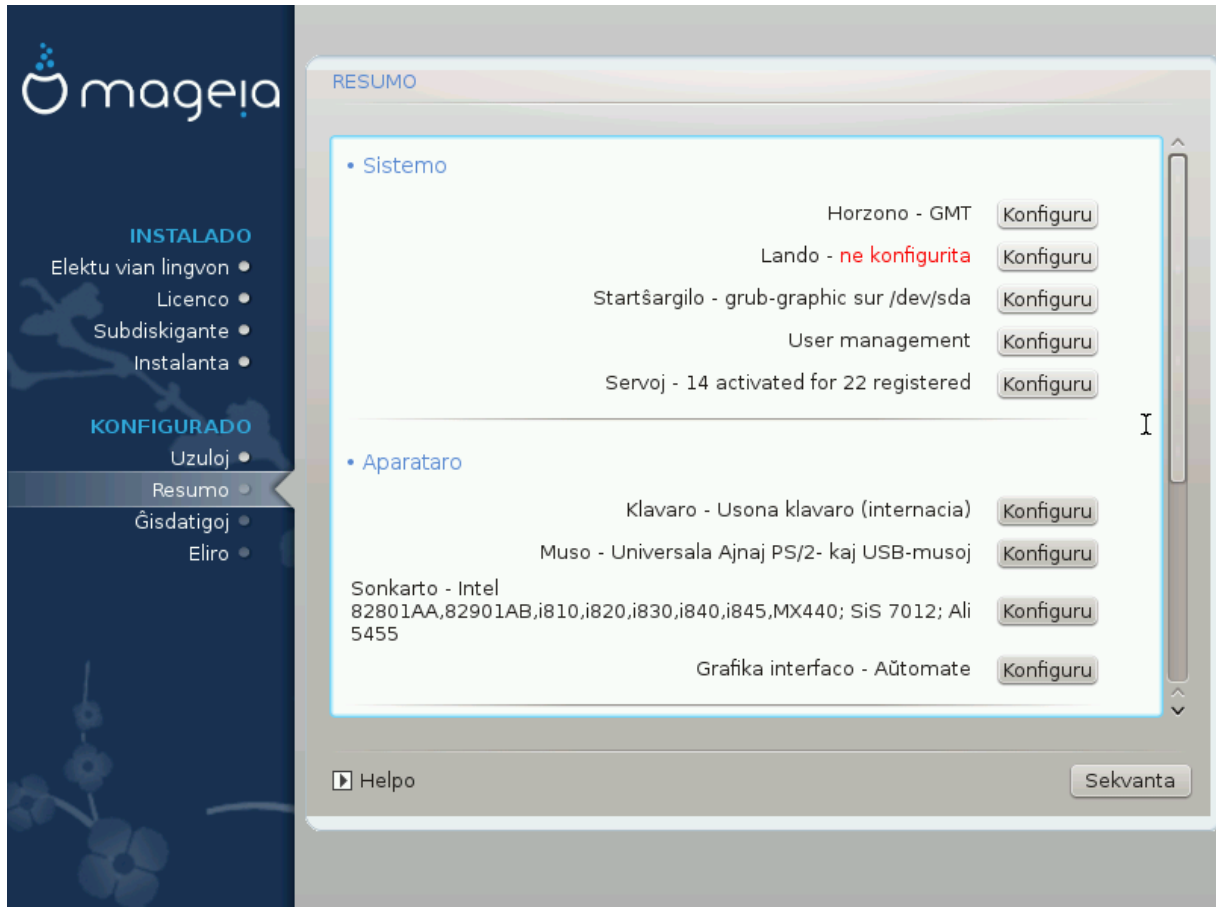 mageia
INSTALADO
Elektu vian lingvon
Licenco
Subdiskigante
Instalanta
KONFIGURADO
Uzuloj
Resumo
Ĝisdatigoj
Eliro
RESUMO
• Sistemo
Horzono - GMT Konfiguru
Lando - ne konfigurita Konfiguru
Startŝargilo - grub-graphic sur /dev/sda Konfiguru
User management Konfiguru
Servoj - 14 activated for 22 registered Konfiguru
• Aparataro
Klavaro - Usona klavaro (internacia) Konfiguru
Muso - Universala Ajnaj PS/2- kaj USB-musoj Konfiguru
Sonkarto - Intel
82801AA,82901AB,i810,i820,i830,i840,i845,MX440; SiS 7012; Ali Konfiguru
5455
Grafika interfaco - Aŭtomate Konfiguru
Helpo
Sekvanta